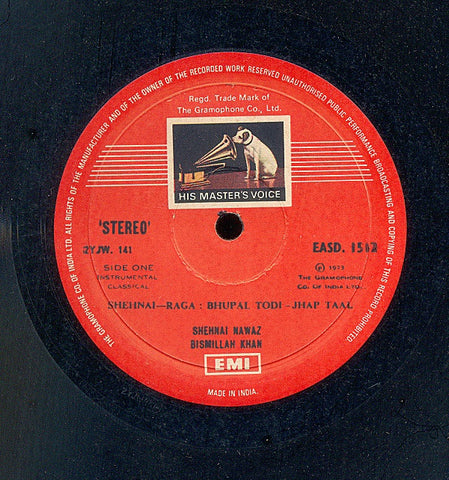 THE GRAMOPHONE CO. OF INDIA LTD. ALL RIGHTS OF THE MANUFACTURER AND OF THE OWNER OF THE RECORDED WORK RESERVED UNAUTHORISED PUBLIC PERFORMANCE BROADCASTING AND COPYING OF THIS RECORD PROHIBITED.
Regd. Trade Mark of
The Gramophone Co., Ltd.
HIS MASTER'S VOICE
'STEREO'
2YJW. 141
SIDE ONE
INSTRUMENTAL
CLASSICAL
EASD.
Ⓟ 1973
THE GRAMOPHONE
CO. OF INDIA LTD.
SHEHNAI—RAGA : BHUPAL TODI—JHAP TAAL
SHEHNAI NAWAZ
BISMILLAH KHAN
EMI
MADE IN INDIA.